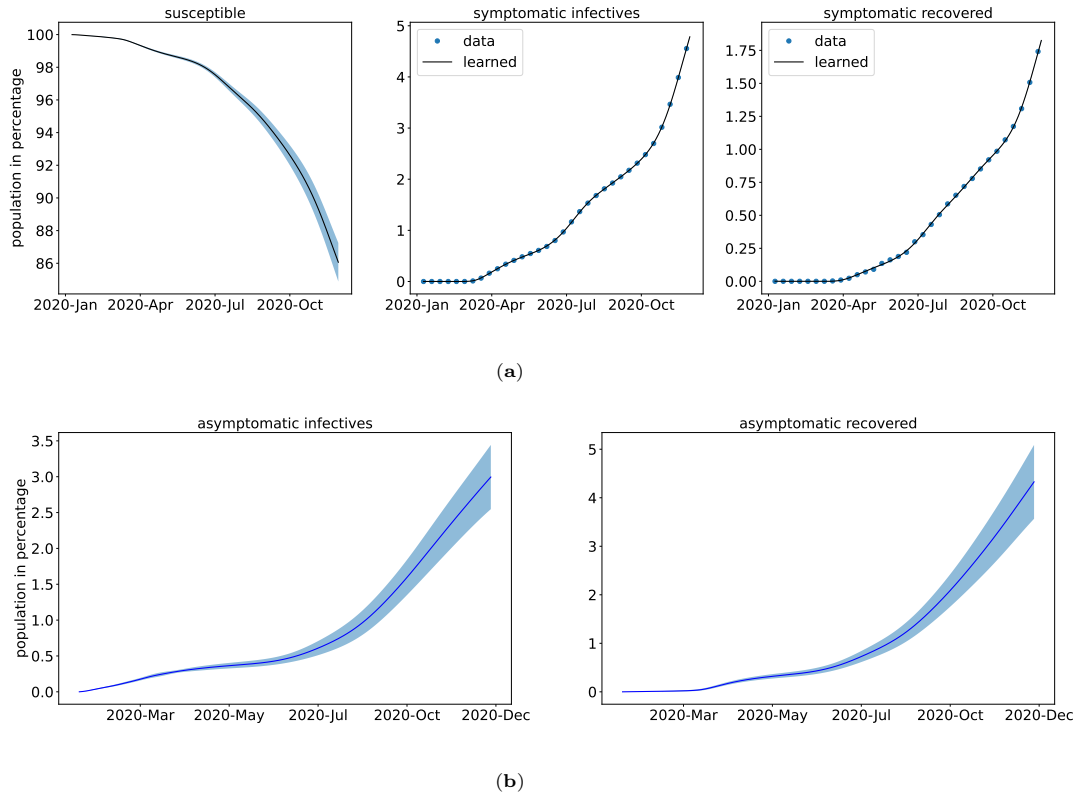 susceptible
symptomatic infectives
symptomatic recovered
population in percentage
100
98
96
94
92
90
88
86
2020-Jan 2020-Apr 2020-Jul 2020-Oct
data
learned
5
4
3
2
1
0
2020-Jan 2020-Apr 2020-Jul 2020-Oct
data
learned
1.75
1.50
1.25
1.00
0.75
0.50
0.25
0.00
2020-Jan 2020-Apr 2020-Jul 2020-Oct
(a)
asymptomatic infectives
asymptomatic recovered
population in percentage
3.5
3.0
2.5
2.0
1.5
1.0
0.5
0.0
2020-Mar 2020-May 2020-Jul 2020-Oct 2020-Dec
5
4
3
2
1
0
2020-Mar 2020-May 2020-Jul 2020-Oct 2020-Dec
(b)